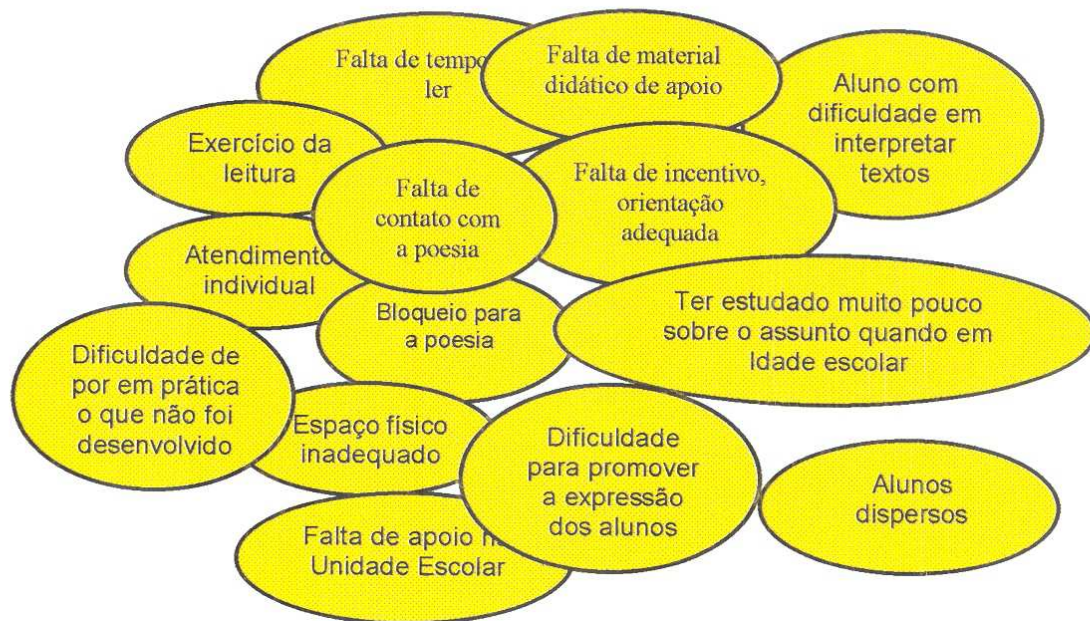 Falta de tempo
ler
Falta de material
didático de apoio
Aluno com
dificuldade em
interpretar
textos
Exercício da
leitura
Falta de
contato com
a poesia
Falta de incentivo,
orientação
adequada
Atendimento
individual
Bloqueio para
a poesia
Ter estudado muito pouco
sobre o assunto quando em
Idade escolar
Dificuldade de
por em prática
o que não foi
desenvolvido
Espaço físico
inadequado
Dificuldade
para promover
a expressão
dos alunos
Alunos
dispersos
Falta de apoio
Unidade Escolar